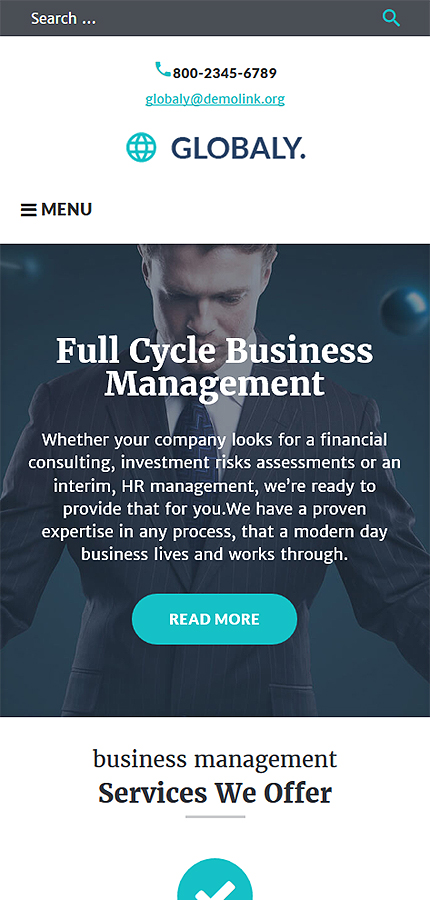 Search ...
800-2345-6789
globaly@demolink.org
GLOBALY.
MENU
Full Cycle Business
Management
Whether your company looks for a financial
consulting, investment risks assessments or an
interim, HR management, we're ready to
provide that for you.We have a proven
expertise in any process, that a modern day
business lives and works through.
READ MORE
business management
Services We Offer